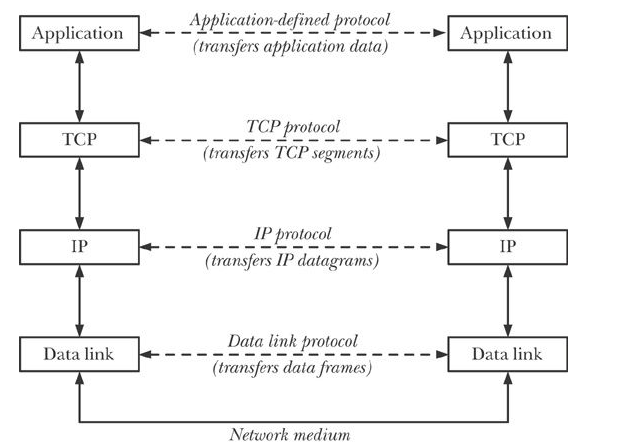 Application-defined protocol
Application
(transfers application data)
Application
TCP protocol
TCP
(transfers TCP segments)
TCP
IP protocol
IP
(transfers IP datagrams)
IP
Data link protocol
Data link
(transfers data frames)
Data link
Network medium